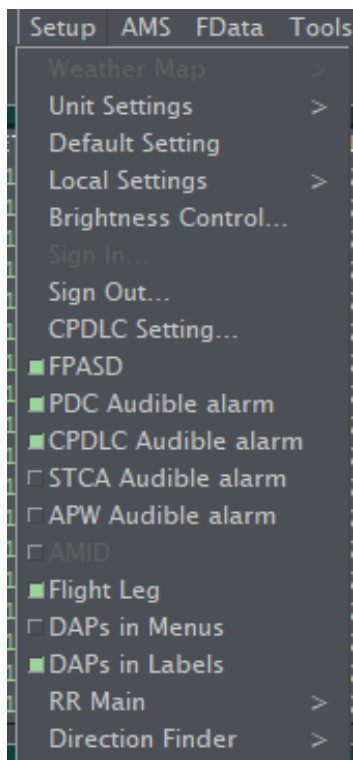 Setup AMS FData Tools
Weather Map >
Unit Settings >
Default Setting
Local Settings >
Brightness Control...
Sign In...
Sign Out...
CPDLC Setting...
FPASD
PDC Audible alarm
CPDLC Audible alarm
STCA Audible alarm
APW Audible alarm
AMID
Flight Leg
DAPs in Menus
DAPs in Labels
RR Main >
Direction Finder >